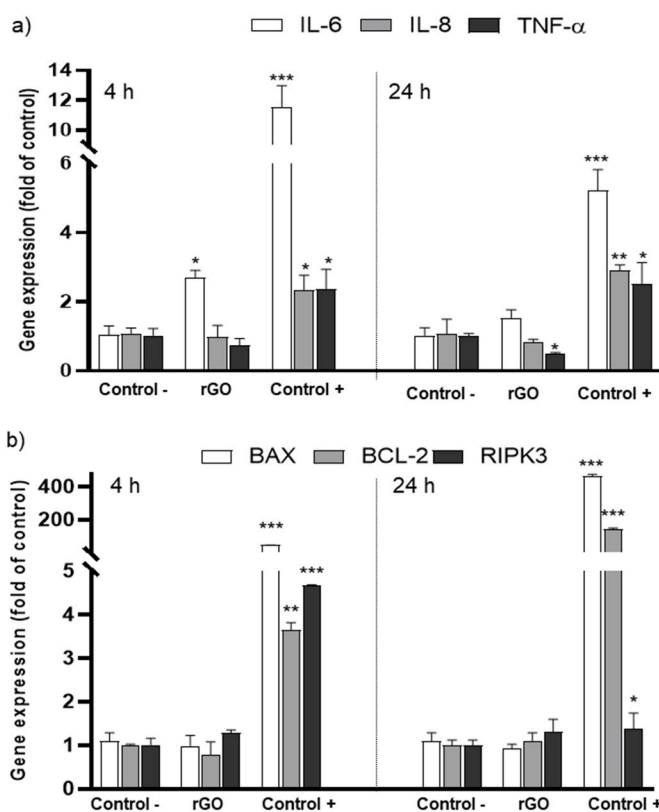 a)
IL-6 IL-8 TNF-α
Gene expression (fold of control)
14
12
10
8
6
4
2
0
4 h
24 h
***
*
* *
***
**
*
*
Control - rGO Control + Control - rGO Control +
b)
BAX BCL-2 RIPK3
Gene expression (fold of control)
400
200
5
4
3
2
1
0
4 h
24 h
***
***
**
***
***
*
Control - rGO Control + Control - rGO Control +